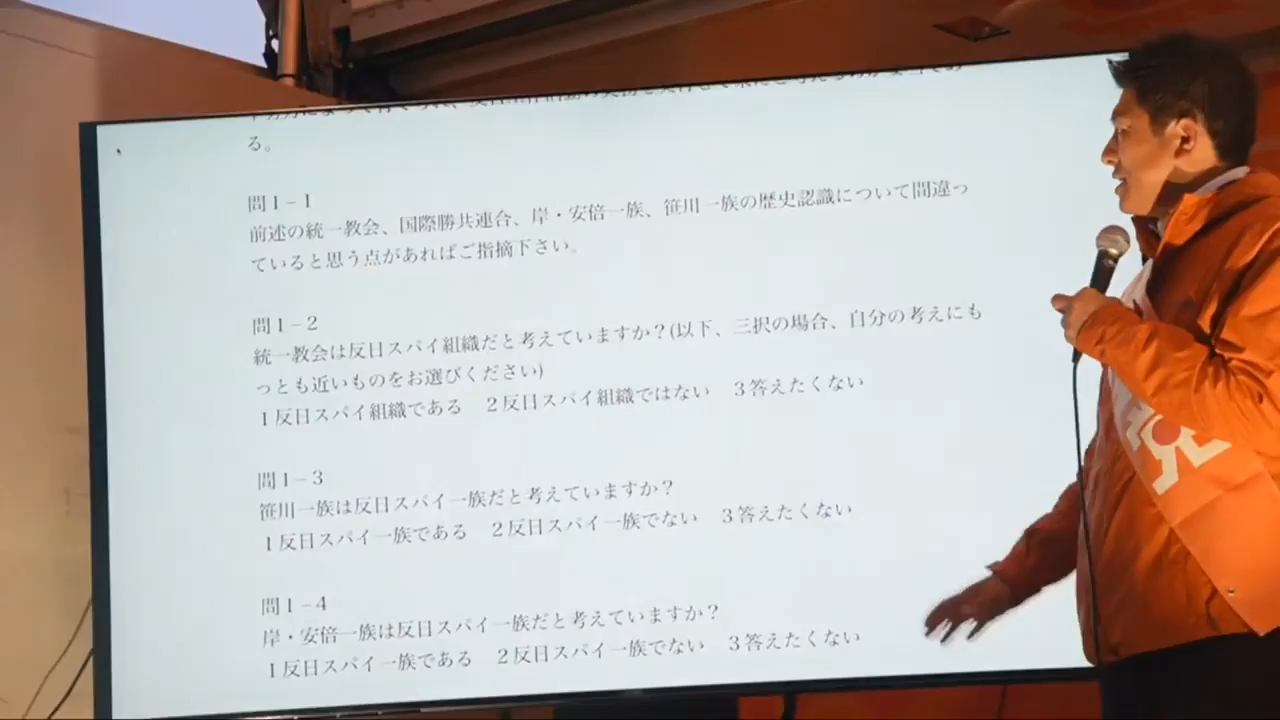 る。
問1−1
前述の統一教会、国際勝共連合、岸・安倍一族、笹川一族の歴史認識について間違っ
ていると思う点があればご指摘下さい。
問1−2
統一教会は反日スパイ組織だと考えていますか？(以下、三択の場合、自分の考えにも
っとも近いものをお選びください)
1反日スパイ組織である　2反日スパイ組織ではない　3答えたくない
問1−3
笹川一族は反日スパイ一族だと考えていますか？
1反日スパイ一族である　2反日スパイ一族でない　3答えたくない
問1−4
岸・安倍一族は反日スパイ一族だと考えていますか？
1反日スパイ一族である　2反日スパイ一族でない　3答えたくない